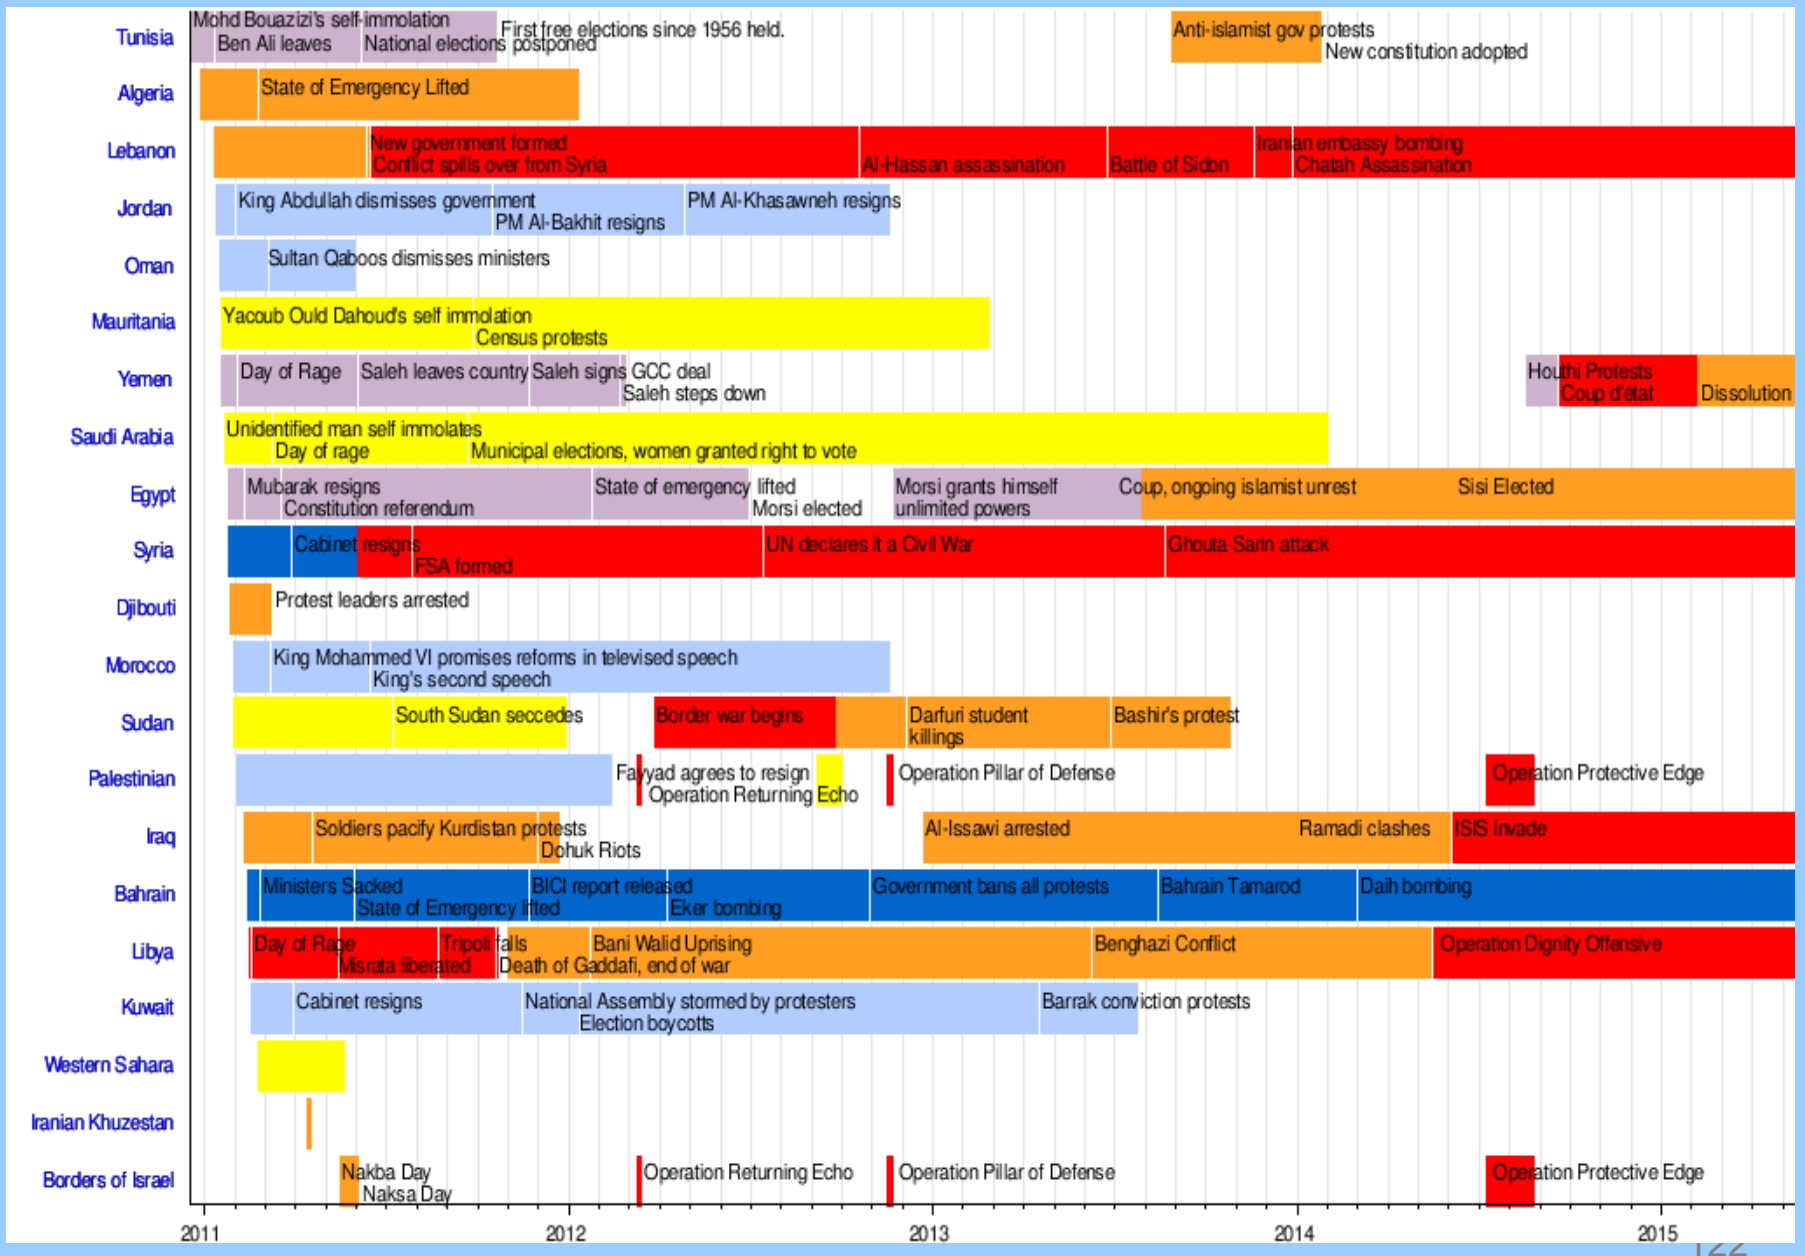 Tunisia
Mohd Bouazizi's self-immolation
Ben Ali leaves
National elections postponed
First free elections since 1956 held.
Anti-islamist gov protests
New constitution adopted
Algeria
State of Emergency Lifted
Lebanon
New government formed
Conflict spills over from Syria
Al-Hassan assassination
Battle of Sidon
Iranian embassy bombing
Chatah Assassination
Jordan
King Abdullah dismisses government
PM Al-Bakhit resigns
PM Al-Khasawneh resigns
Oman
Sultan Qaboos dismisses ministers
Mauritania
Yacoub Ould Dahoud's self immolation
Census protests
Yemen
Day of Rage
Saleh leaves country
Saleh signs GCC deal
Saleh steps down
Houthi Protests
Coup d'état
Dissolution
Saudi Arabia
Unidentified man self immolates
Day of rage
Municipal elections, women granted right to vote
Egypt
Mubarak resigns
Constitution referendum
State of emergency lifted
Morsi elected
Morsi grants himself
unlimited powers
Coup, ongoing islamist unrest
Sisi Elected
Syria
Cabinet resigns
FSA formed
UN declares it a Civil War
Ghouta Sarin attack
Djibouti
Protest leaders arrested
Morocco
King Mohammed VI promises reforms in televised speech
King's second speech
Sudan
South Sudan seccedes
Border war begins
Darfuri student
killings
Bashir's protest
Palestinian
Fayyad agrees to resign
Operation Returning Echo
Operation Pillar of Defense
Operation Protective Edge
Iraq
Soldiers pacify Kurdistan protests
Dohuk Riots
Al-Issawi arrested
Ramadi clashes
ISIS Invade
Bahrain
Ministers Sacked
State of Emergency lifted
BICI report released
Eker bombing
Government bans all protests
Bahrain Tamarod
Daih bombing
Libya
Day of Rage
Misrata liberated
Tripoli falls
Death of Gaddafi, end of war
Bani Walid Uprising
Benghazi Conflict
Operation Dignity Offensive
Kuwait
Cabinet resigns
National Assembly stormed by protesters
Election boycotts
Barrak conviction protests
Western Sahara
Iranian Khuzestan
Borders of Israel
Nakba Day
Naksa Day
Operation Returning Echo
Operation Pillar of Defense
Operation Protective Edge
2011 2012 2013 2014 2015
122